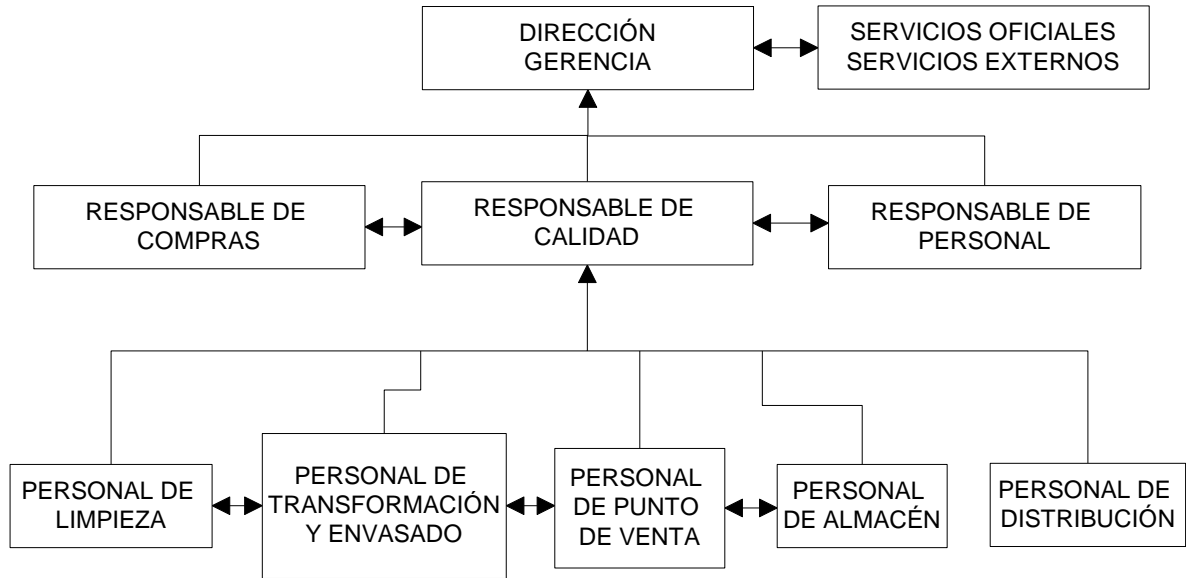 DIRECCIÓN
GERENCIA
SERVICIOS OFICIALES
SERVICIOS EXTERNOS
RESPONSABLE DE
COMPRAS
RESPONSABLE DE
CALIDAD
RESPONSABLE DE
PERSONAL
PERSONAL DE
LIMPIEZA
PERSONAL DE
TRANSFORMACIÓN
Y ENVASADO
PERSONAL
DE PUNTO
DE VENTA
PERSONAL
DE ALMACÉN
PERSONAL DE
DISTRIBUCIÓN